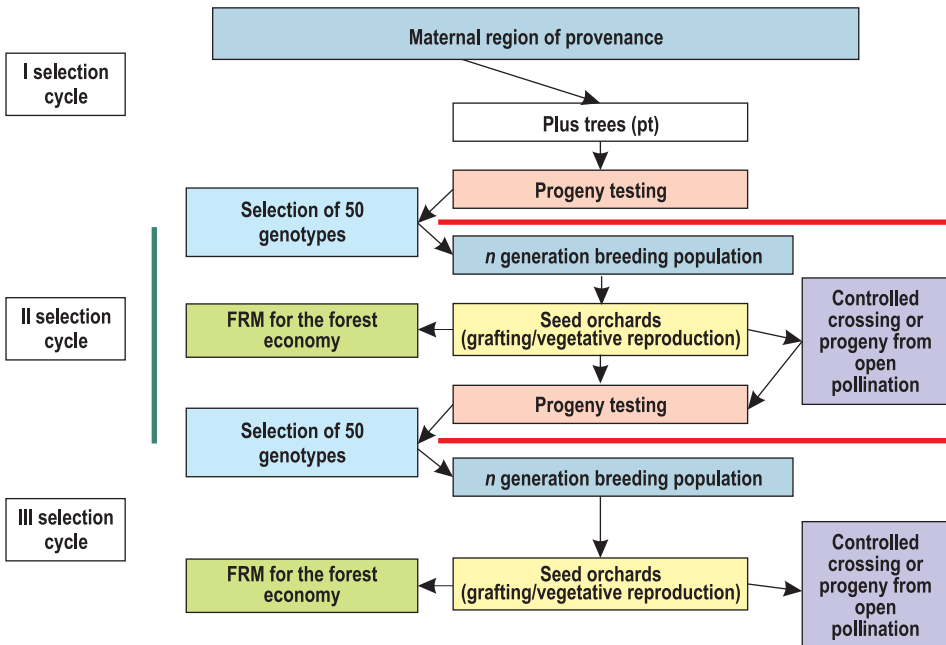 Maternal region of provenance
I selection
cycle
Plus trees (pt)
Progeny testing
Selection of 50
genotypes
n generation breeding population
II selection
cycle
FRM for the forest
economy
Seed orchards
(grafting/vegetative reproduction)
Controlled
crossing or
progeny from
open
pollination
Progeny testing
Selection of 50
genotypes
n generation breeding population
III selection
cycle
FRM for the forest
economy
Seed orchards
(grafting/vegetative reproduction)
Controlled
crossing or
progeny from
open
pollination